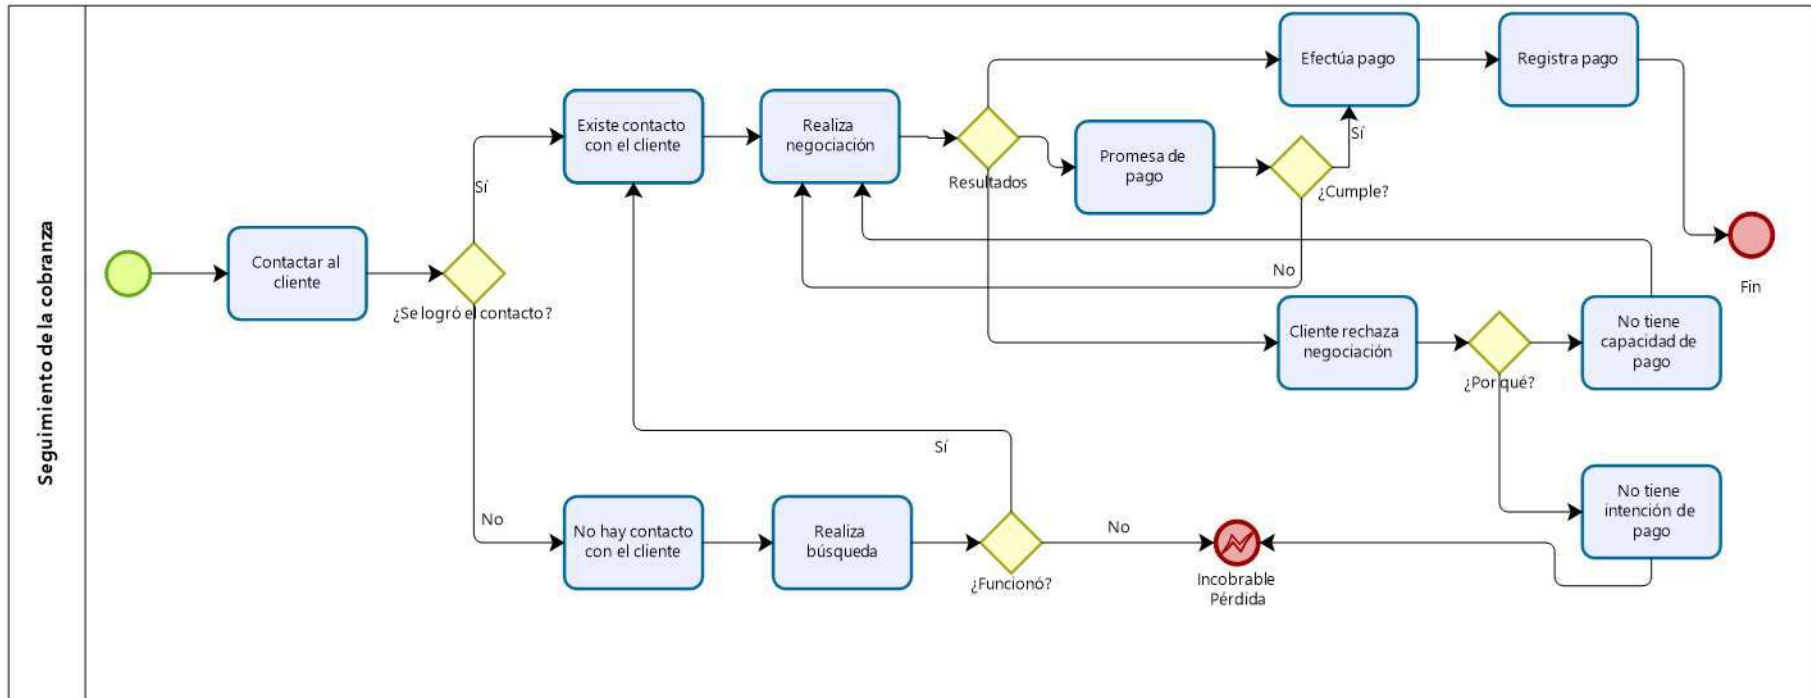 Seguimiento de la cobranza
Contactar al
cliente
¿Se logró el contacto?
Sí
Existe contacto
con el cliente
Realiza
negociación
Resultados
Efectúa pago
Registra pago
Promesa de
pago
¿Cumple?
Sí
No
Fin
Cliente rechaza
negociación
¿Por qué?
No tiene
capacidad de
pago
No tiene
intención de
pago
No
No hay contacto
con el cliente
Realiza
búsqueda
¿Funcionó?
Sí
No
Incobrable
Pérdida